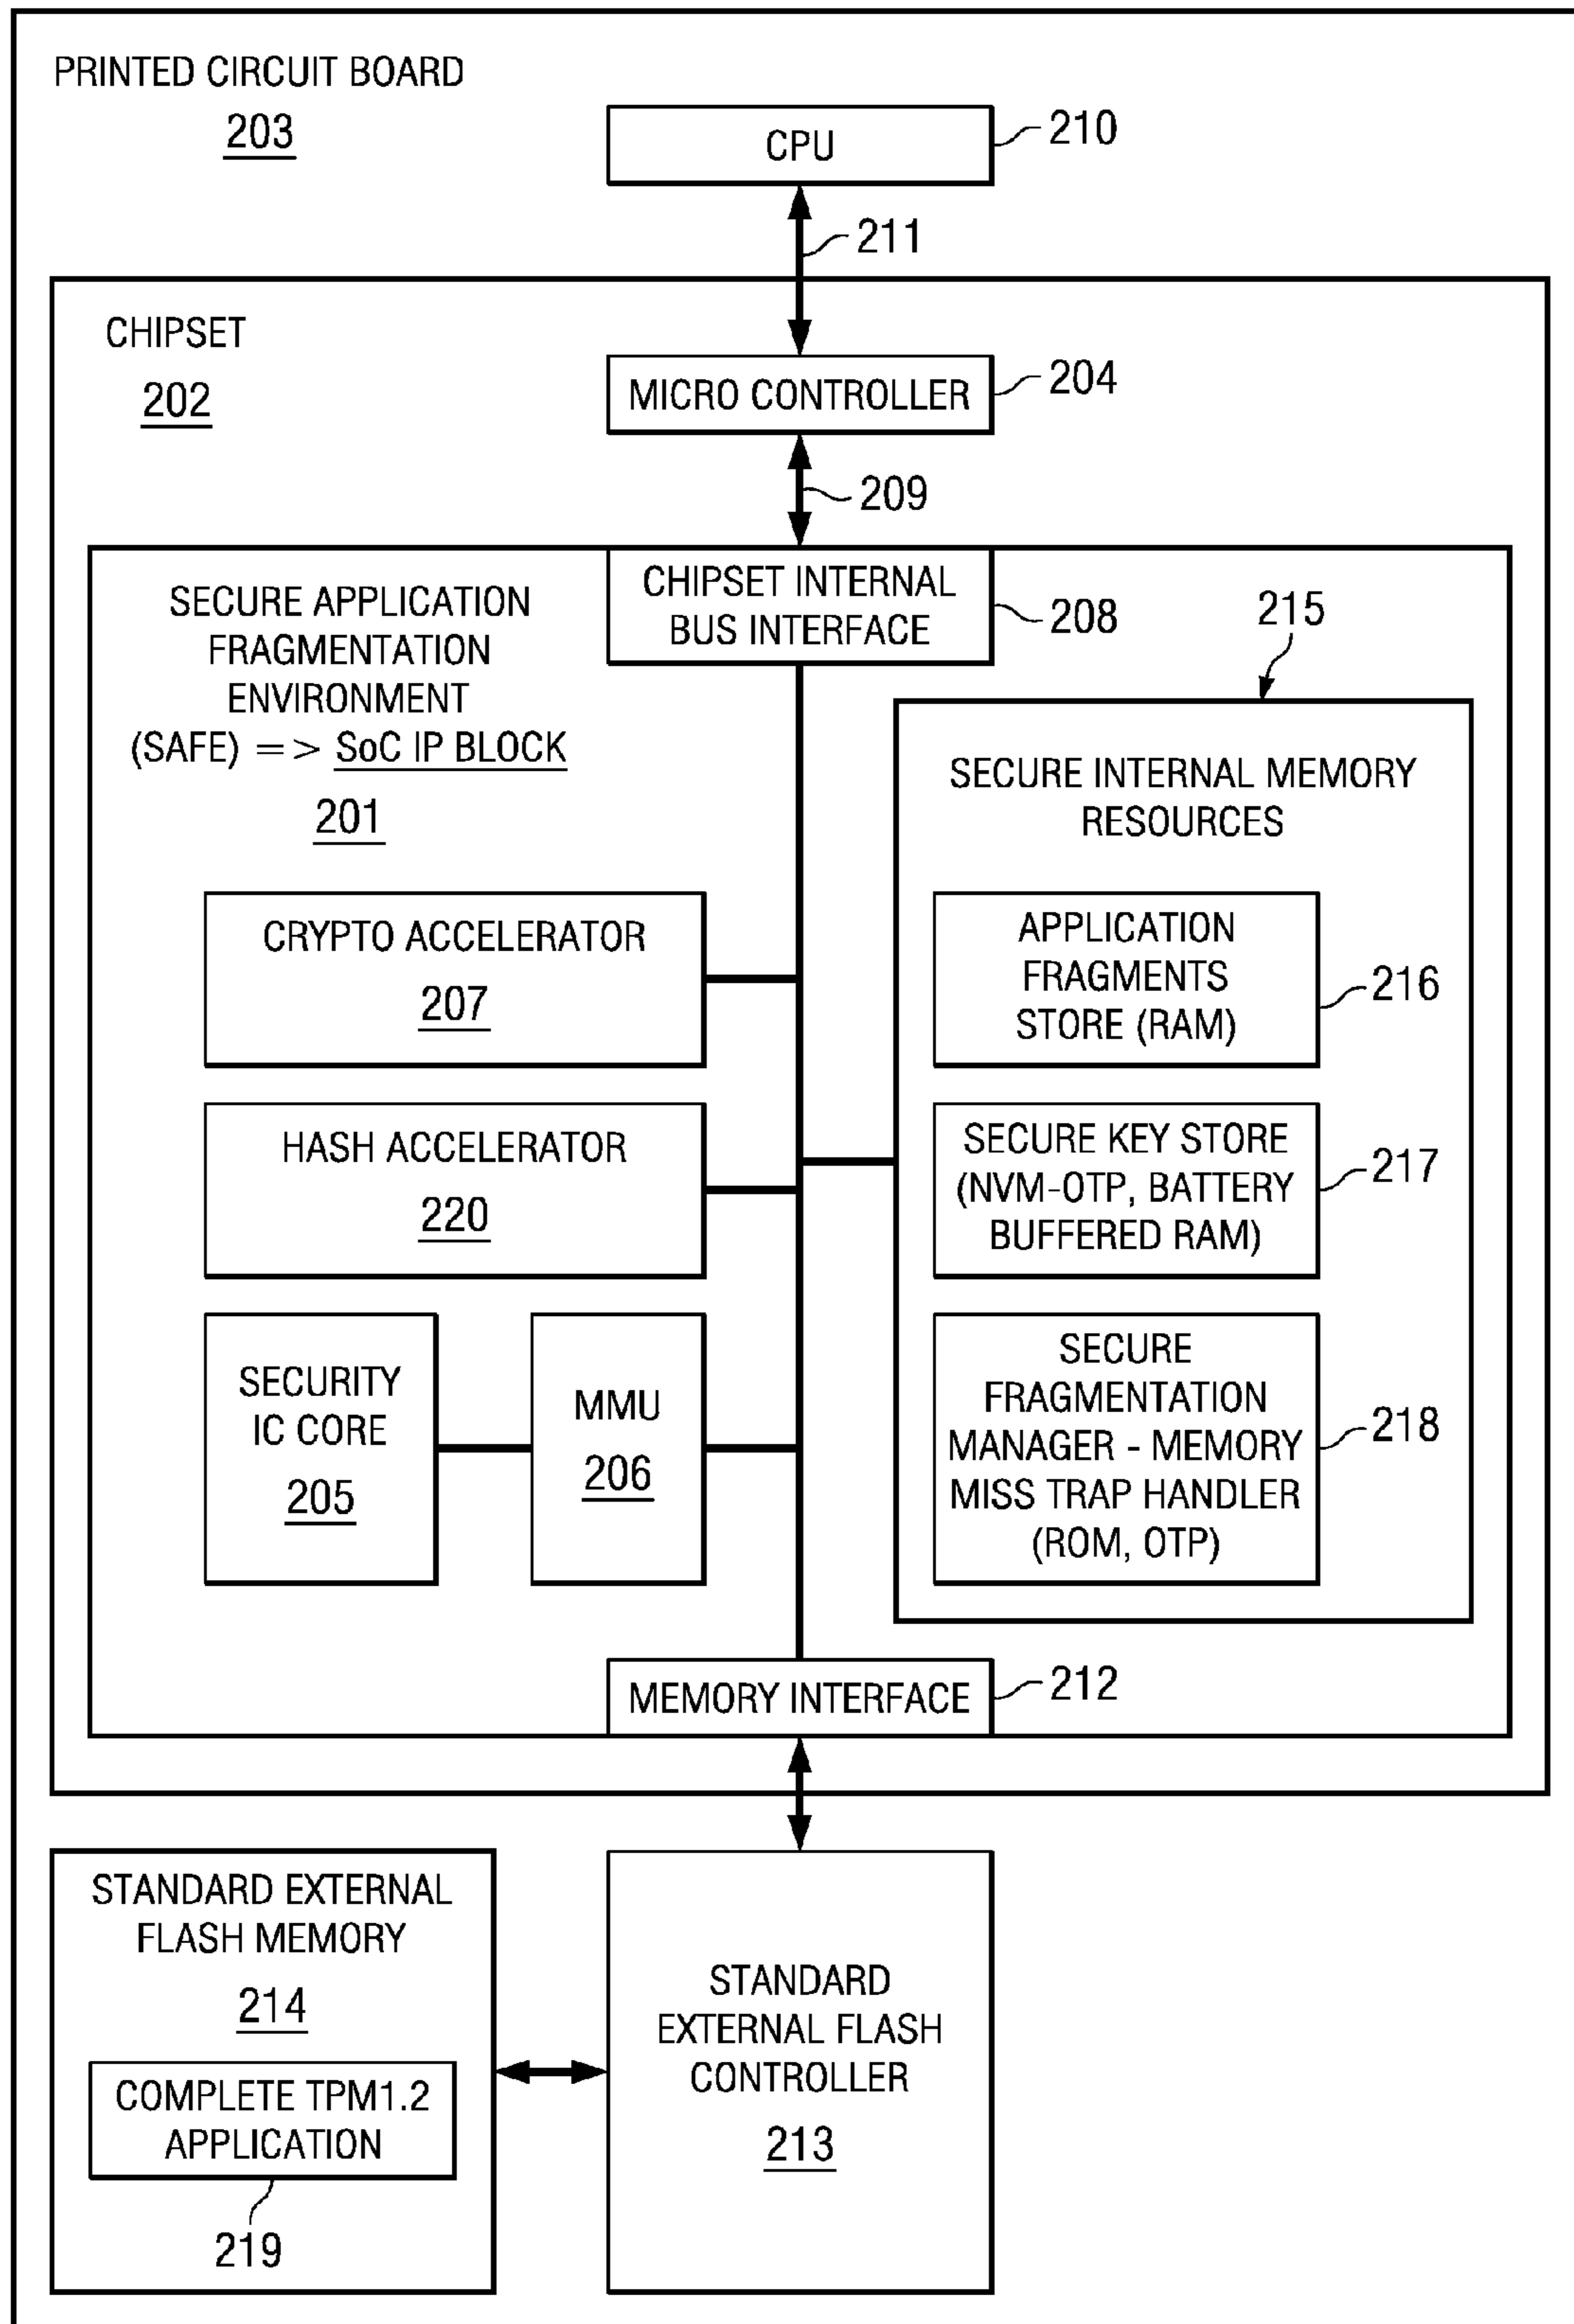 PRINTED CIRCUIT BOARD
203
CPU
210
211
CHIPSET
202
MICRO CONTROLLER
204
209
SECURE APPLICATION
FRAGMENTATION
ENVIRONMENT
(SAFE) => SoC IP BLOCK
201
CHIPSET INTERNAL
BUS INTERFACE
208
215
SECURE INTERNAL MEMORY
RESOURCES
CRYPTO ACCELERATOR
207
APPLICATION
FRAGMENTS
STORE (RAM)
216
HASH ACCELERATOR
220
SECURE KEY STORE
(NVM-OTP, BATTERY
BUFFERED RAM)
217
SECURITY
IC CORE
205
MMU
206
SECURE
FRAGMENTATION
MANAGER - MEMORY
MISS TRAP HANDLER
(ROM, OTP)
218
MEMORY INTERFACE
212
STANDARD EXTERNAL
FLASH MEMORY
214
COMPLETE TPM1.2
APPLICATION
219
STANDARD
EXTERNAL FLASH
CONTROLLER
213